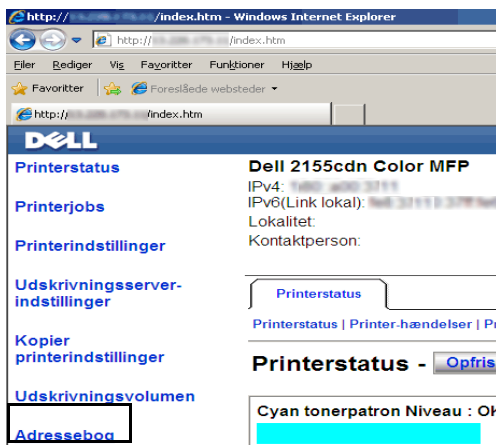 http:// /index.htm - Windows Internet Explorer
http:// /index.htm
Filer Rediger Vis Favoritter Funktioner Hjælp
Favoritter Foreslåede websteder
http:// /index.htm
DELL
Printerstatus
Printerjobs
Printerindstillinger
Udskrivningsserver-
indstillinger
Kopier
printerindstillinger
Udskrivningsvolumen
Adressebog
Dell 2155cdn Color MFP
IPv4:
IPv6(Link lokal):
Lokalitet:
Kontaktperson:
Printerstatus
Printerstatus | Printer-hændelser |
Printerstatus - Opfris
Cyan tonerpatron Niveau : OK